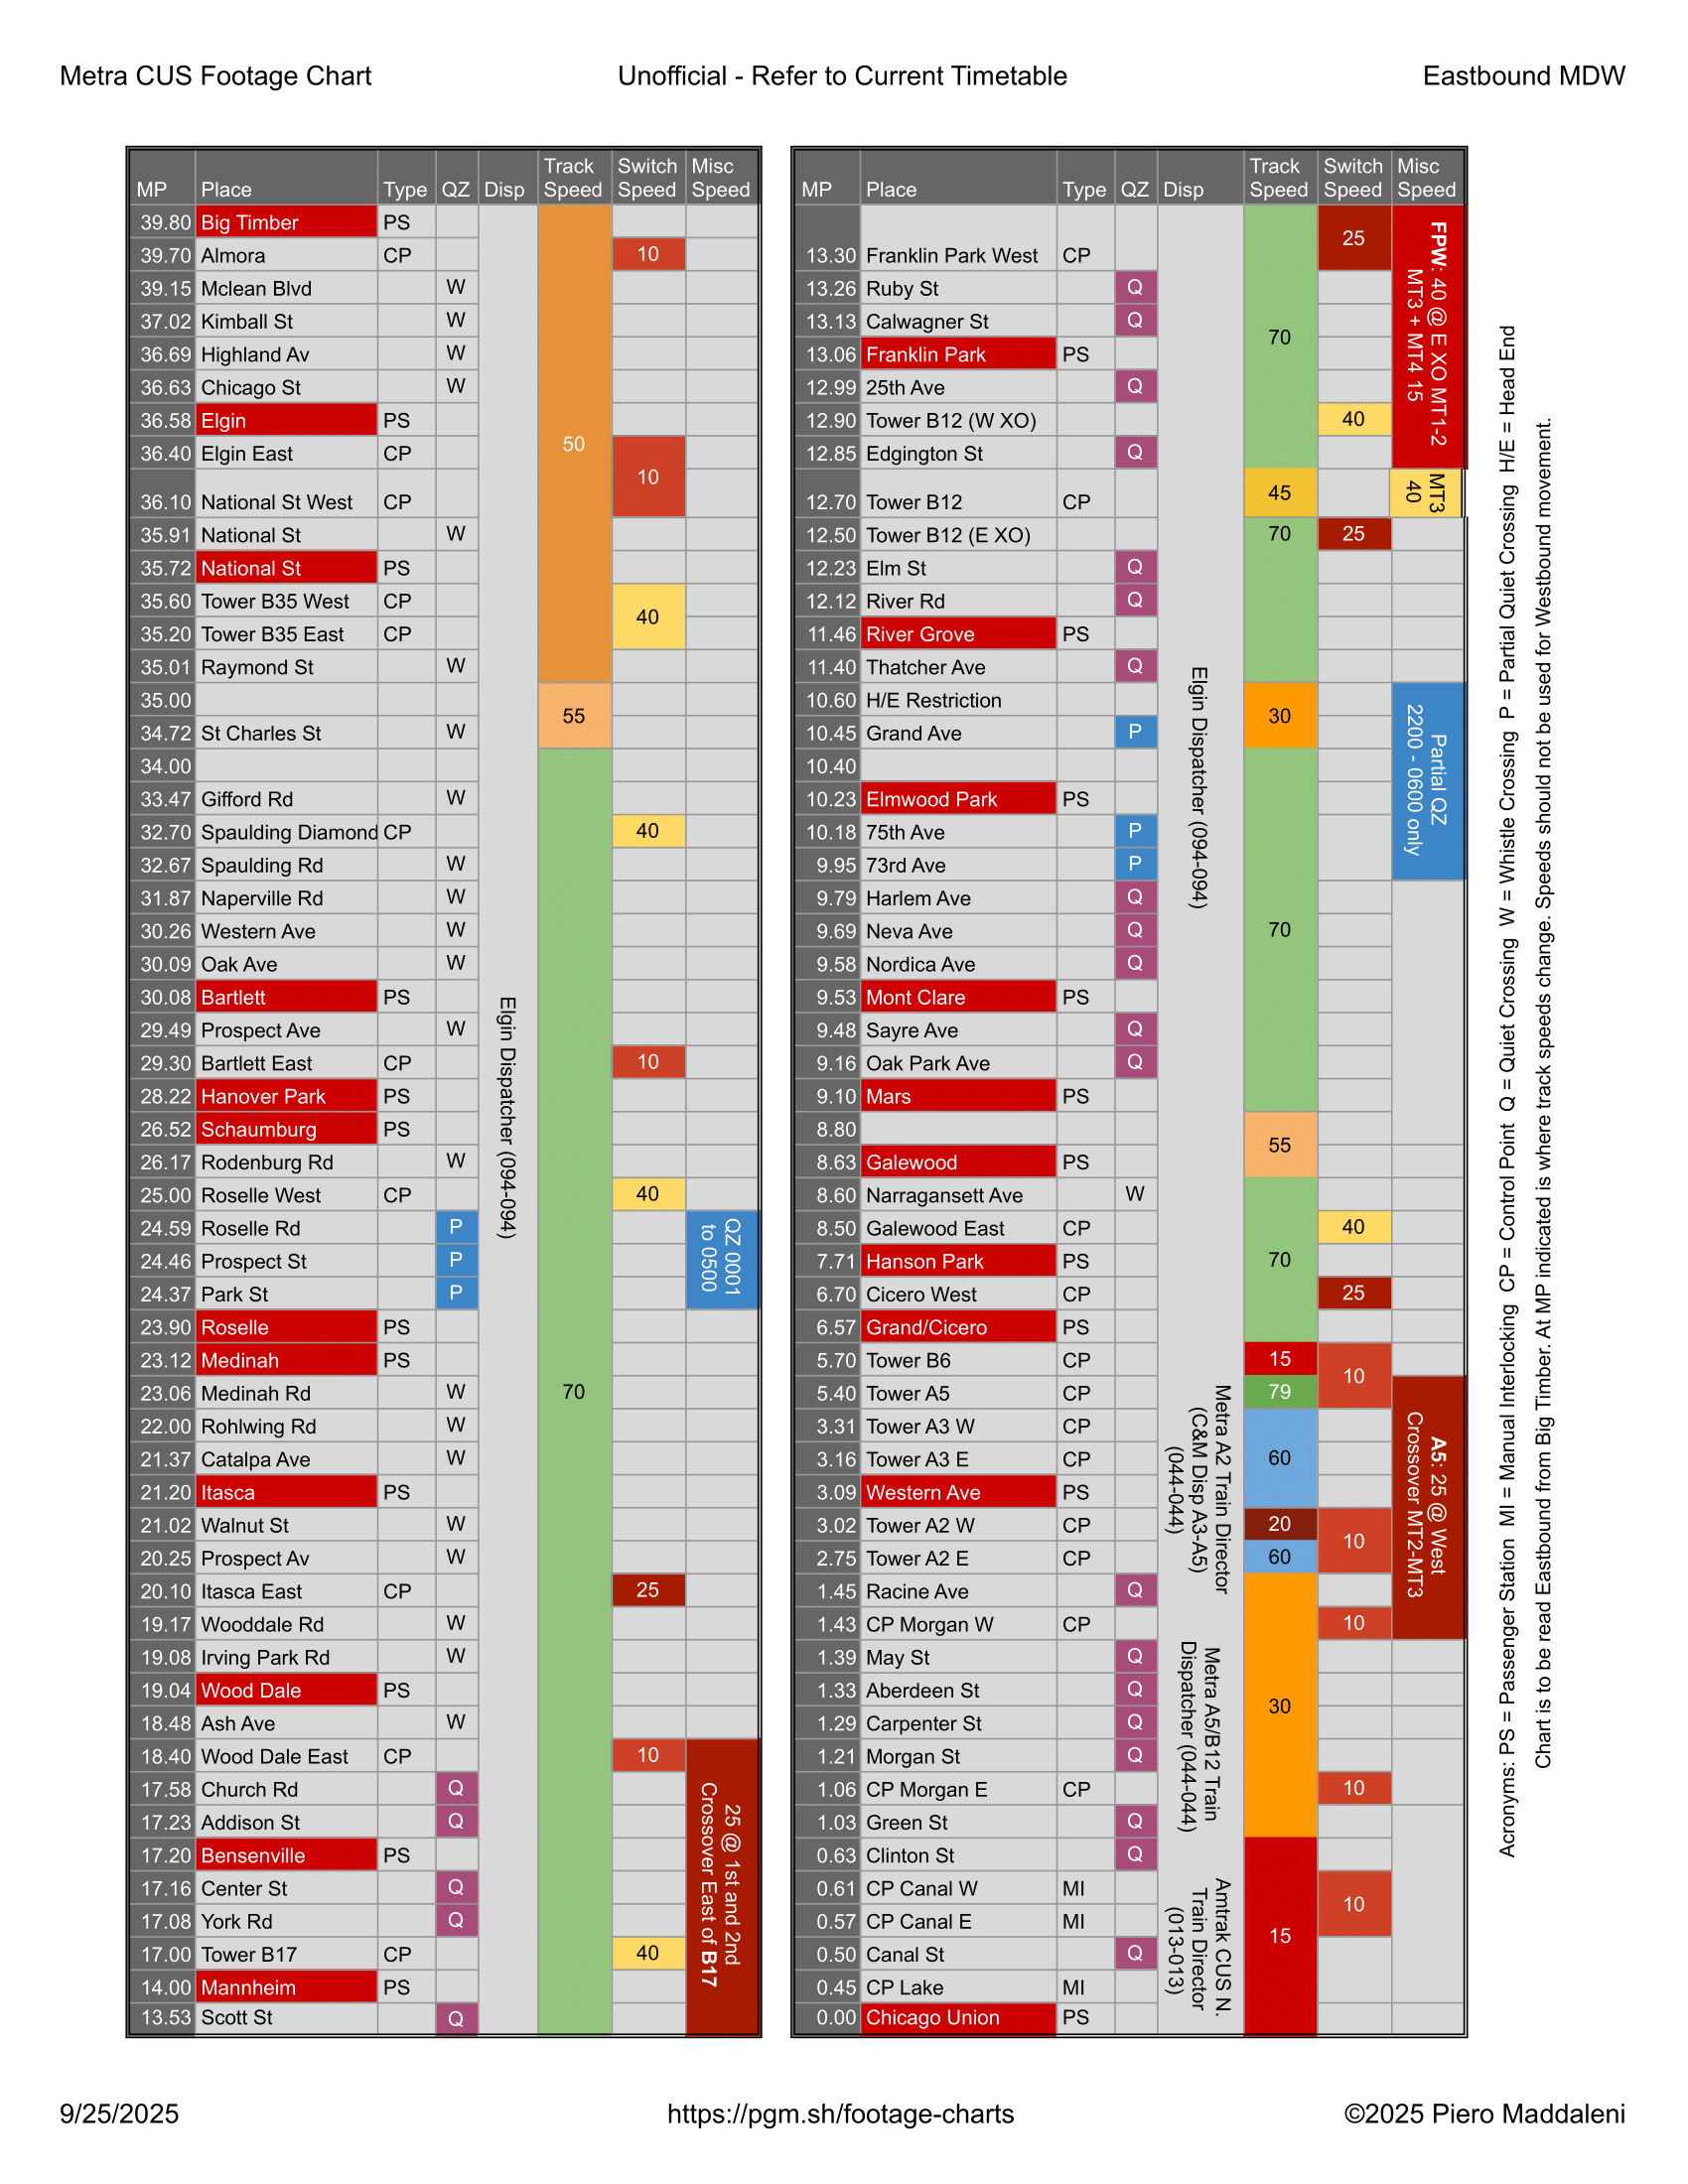 Metra CUS Footage Chart Unofficial - Refer to Current Timetable Eastbound MDW
MP Place Type QZ Disp Track Speed Switch Speed Misc Speed
39.80 Big Timber PS
39.70 Almora CP 10
39.15 Mclean Blvd W
37.02 Kimball St W
36.69 Highland Av W
36.63 Chicago St W
36.58 Elgin PS
50
36.40 Elgin East CP
10
36.10 National St West CP
35.91 National St W
35.72 National St PS
35.60 Tower B35 West CP
40
35.20 Tower B35 East CP
35.01 Raymond St W
35.00
55
34.72 St Charles St W
34.00
33.47 Gifford Rd W
32.70 Spaulding Diamond CP 40
32.67 Spaulding Rd W
31.87 Naperville Rd W
30.26 Western Ave W
30.09 Oak Ave W
30.08 Bartlett PS
29.49 Prospect Ave W
29.30 Bartlett East CP 10
28.22 Hanover Park PS
Elgin Dispatcher (094-094)
26.52 Schaumburg PS
26.17 Rodenburg Rd W
25.00 Roselle West CP 40
24.59 Roselle Rd P
24.46 Prospect St P
QZ 0001
to 0500
24.37 Park St P
23.90 Roselle PS
23.12 Medinah PS
23.06 Medinah Rd W 70
22.00 Rohlwing Rd W
21.37 Catalpa Ave W
21.20 Itasca PS
21.02 Walnut St W
20.25 Prospect Av W
20.10 Itasca East CP 25
19.17 Wooddale Rd W
19.08 Irving Park Rd W
19.04 Wood Dale PS
18.48 Ash Ave W
18.40 Wood Dale East CP 10
17.58 Church Rd Q
17.23 Addison St Q
17.20 Bensenville PS
25 @ 1st and 2nd
Crossover East of B17
17.16 Center St Q
17.08 York Rd Q
17.00 Tower B17 CP 40
14.00 Mannheim PS
13.53 Scott St Q
MP Place Type QZ Disp Track Speed Switch Speed Misc Speed
25
13.30 Franklin Park West CP
13.26 Ruby St Q
13.13 Calwagner St Q
70
FPW: 40 @ E XO MT1-2
MT3 + MT4 15
13.06 Franklin Park PS
12.99 25th Ave Q
12.90 Tower B12 (W XO) 40
12.85 Edgington St Q
12.70 Tower B12 CP 45
MT3
40
12.50 Tower B12 (E XO) 70 25
12.23 Elm St Q
12.12 River Rd Q
11.46 River Grove PS
11.40 Thatcher Ave Q
10.60 H/E Restriction
30
10.45 Grand Ave P
10.40
Partial QZ
2200 - 0600 only
Elgin Dispatcher (094-094)
10.23 Elmwood Park PS
10.18 75th Ave P
9.95 73rd Ave P
9.79 Harlem Ave Q
9.69 Neva Ave Q 70
9.58 Nordica Ave Q
9.53 Mont Clare PS
9.48 Sayre Ave Q
9.16 Oak Park Ave Q
9.10 Mars PS
8.80
55
8.63 Galewood PS
8.60 Narragansett Ave W
8.50 Galewood East CP 40
7.71 Hanson Park PS 70
6.70 Cicero West CP 25
6.57 Grand/Cicero PS
5.70 Tower B6 CP 15
10
5.40 Tower A5 CP 79
3.31 Tower A3 W CP
3.16 Tower A3 E CP 60
Metra A2 Train Director
(C&M Disp A3-A5)
(044-044)
A5: 25 @ West
Crossover MT2-MT3
3.09 Western Ave PS
3.02 Tower A2 W CP 20
10
2.75 Tower A2 E CP 60
1.45 Racine Ave Q
1.43 CP Morgan W CP 10
1.39 May St Q
1.33 Aberdeen St Q
30
Metra A5/B12 Train
Dispatcher (044-044)
1.29 Carpenter St Q
1.21 Morgan St Q
1.06 CP Morgan E CP 10
1.03 Green St Q
0.63 Clinton St Q
0.61 CP Canal W MI
10
0.57 CP Canal E MI
15
Amtrak CUS N.
Train Director
(013-013)
0.50 Canal St Q
0.45 CP Lake MI
0.00 Chicago Union PS
Acronyms: PS = Passenger Station MI = Manual Interlocking CP = Control Point Q = Quiet Crossing W = Whistle Crossing P = Partial Quiet Crossing H/E = Head End
Chart is to be read Eastbound from Big Timber. At MP indicated is where track speeds change. Speeds should not be used for Westbound movement.
9/25/2025 https://pgm.sh/footage-charts ©2025 Piero Maddaleni